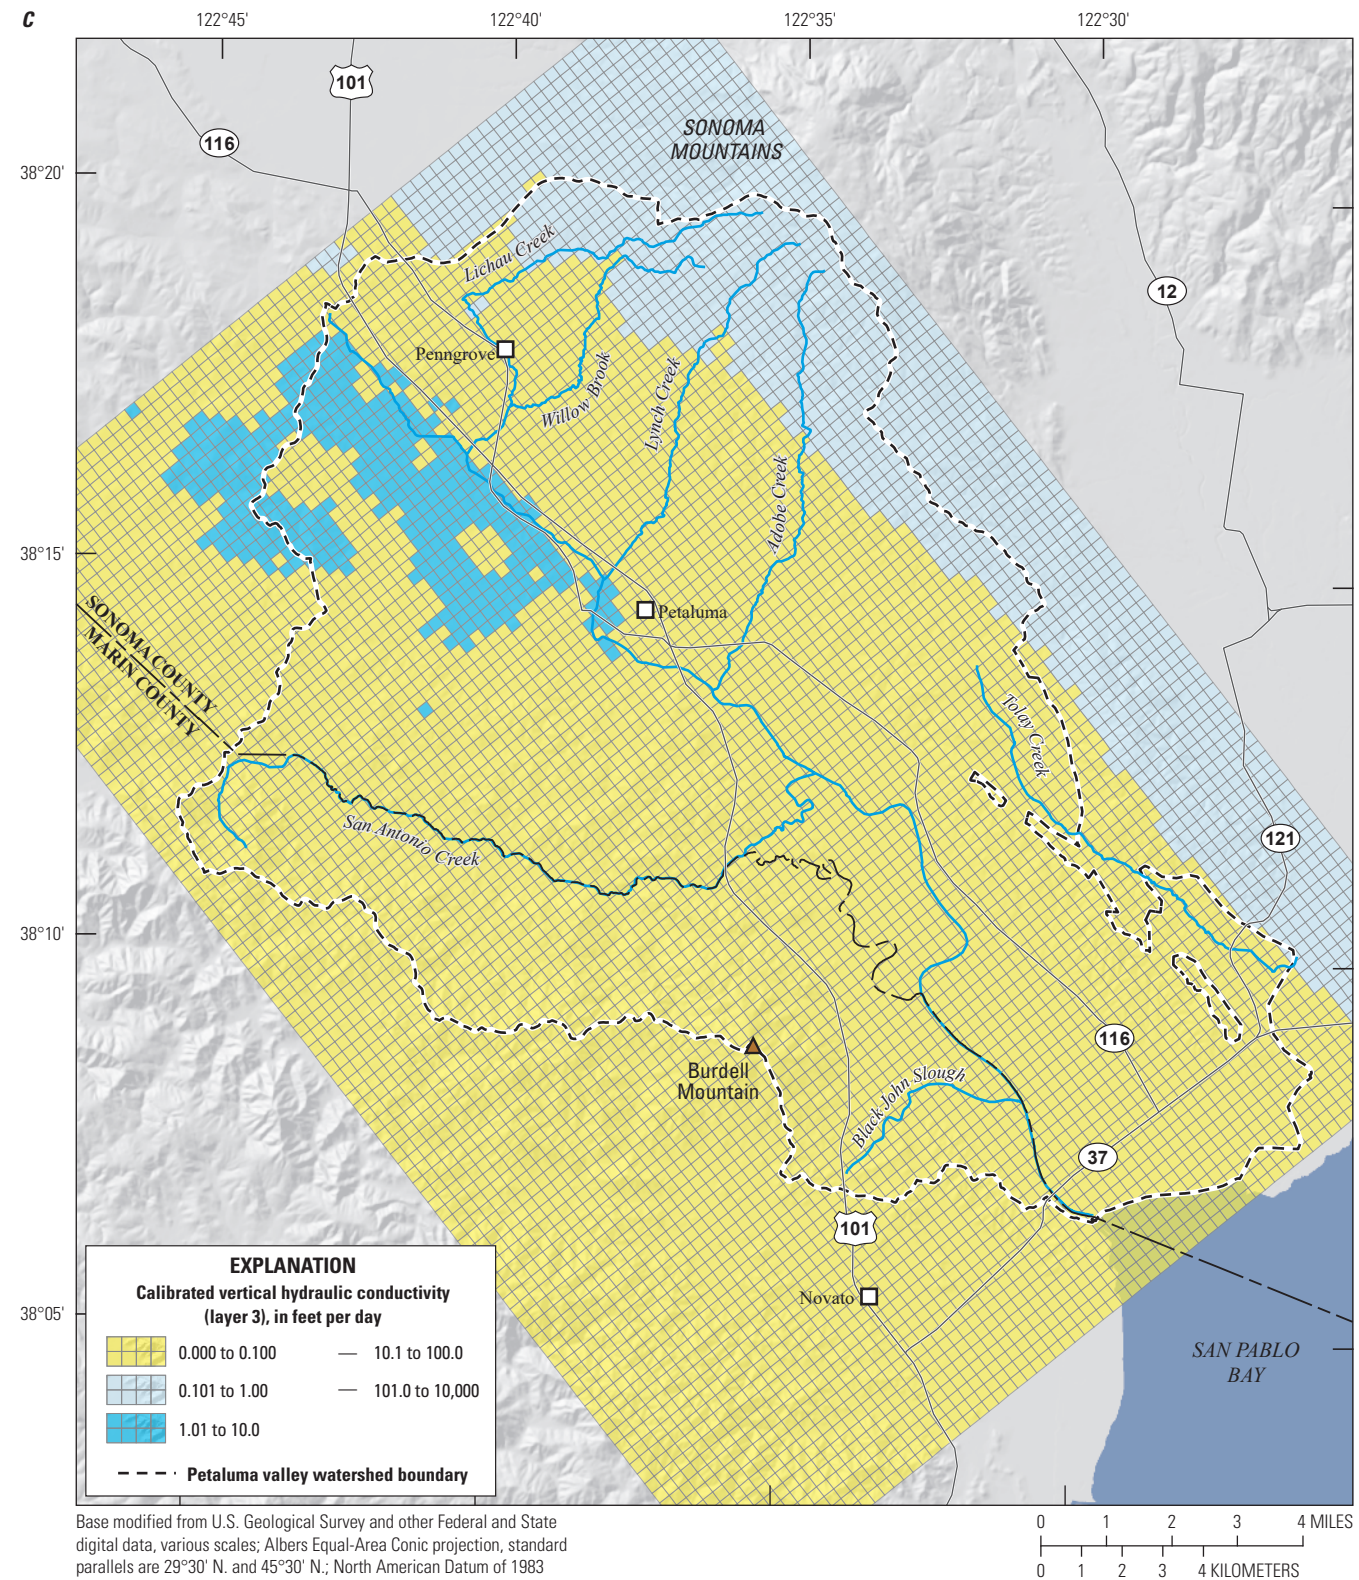 C
122°45'
122°40'
122°35'
122°30'
101
116
SONOMA
MOUNTAINS
38°20'
Lichau Creek
12
Penngrove
Willow Brook
Lynch Creek
Adobe Creek
38°15'
Petaluma
SONOMA COUNTY
MARIN COUNTY
Tolay Creek
San Antonio Creek
121
38°10'
116
Burdell
Mountain
Black John Slough
37
101
Novato
38°05'
SAN PABLO
BAY
EXPLANATION
Calibrated vertical hydraulic conductivity
(layer 3), in feet per day
0.000 to 0.100
— 10.1 to 100.0
0.101 to 1.00
— 101.0 to 10,000
1.01 to 10.0
Petaluma valley watershed boundary
Base modified from U.S. Geological Survey and other Federal and State
digital data, various scales; Albers Equal-Area Conic projection, standard
parallels are 29°30' N. and 45°30' N.; North American Datum of 1983
0 1 2 3 4 MILES
0 1 2 3 4 KILOMETERS